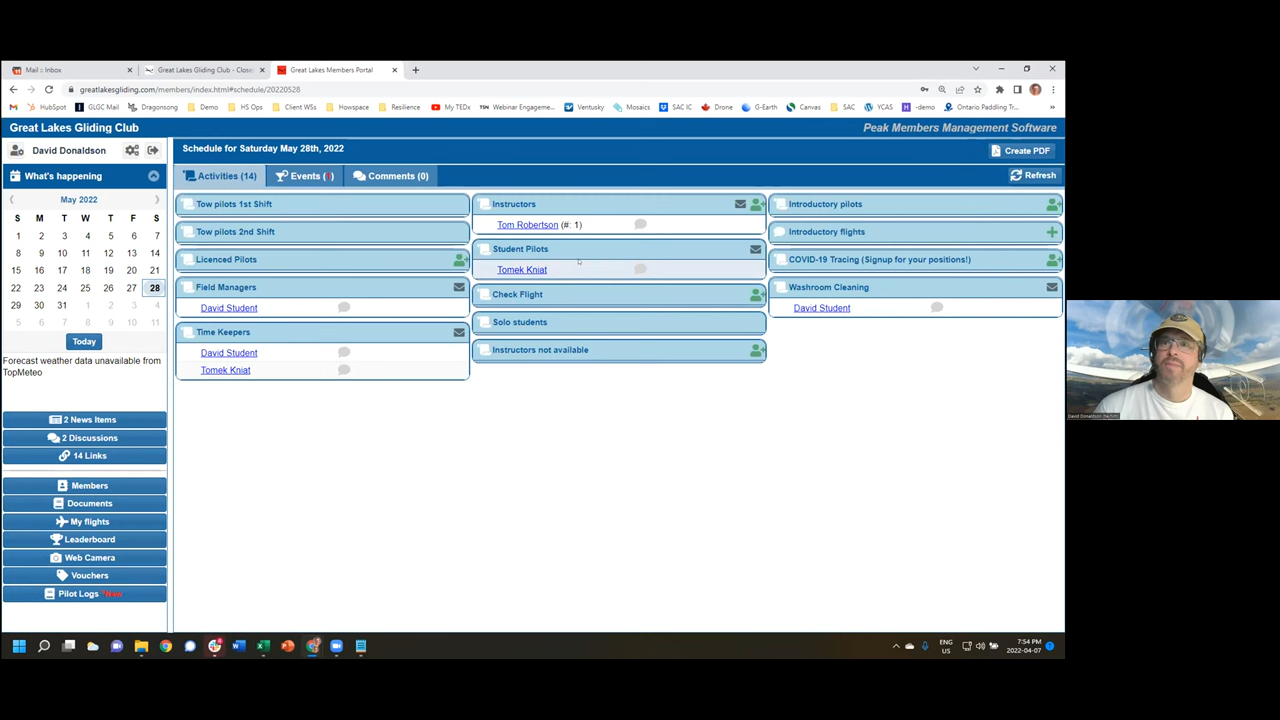 Mail :: Inbox
Great Lakes Gliding Club - Close
Great Lakes Members Portal
greatlakesgliding.com/members/index.html#schedule/20220528
HubSpot GLGC Mail Dragonsong Demo HS Ops Client WSs Howspace Resilience My TEDx Webinar Engageme... Ventusky Mosaics SAC IC Drone G-Earth Canvas SAC YCAS -demo Ontario Paddling Tr...
Great Lakes Gliding Club
Peak Members Management Software
David Donaldson
What's happening
May 2022
S M T W T F S
1 2 3 4 5 6 7
8 9 10 11 12 13 14
15 16 17 18 19 20 21
22 23 24 25 26 27 28
29 30 31 1 2 3 4
5 6 7 8 9 10 11
Today
Forecast weather data unavailable from
TopMeteo
2 News Items
2 Discussions
14 Links
Members
Documents
My flights
Leaderboard
Web Camera
Vouchers
Pilot Logs *New
Schedule for Saturday May 28th, 2022
Create PDF
Activities (14)
Events
Comments (0)
Refresh
Tow pilots 1st Shift
Tow pilots 2nd Shift
Licenced Pilots
Field Managers
David Student
Time Keepers
David Student
Tomek Kniat
Instructors
Tom Robertson (#: 1)
Student Pilots
Tomek Kniat
Check Flight
Solo students
Instructors not available
Introductory pilots
Introductory flights
COVID-19 Tracing (Signup for your positions!)
Washroom Cleaning
David Student
ENG
US
7:54 PM
2022-04-07
David Donaldson